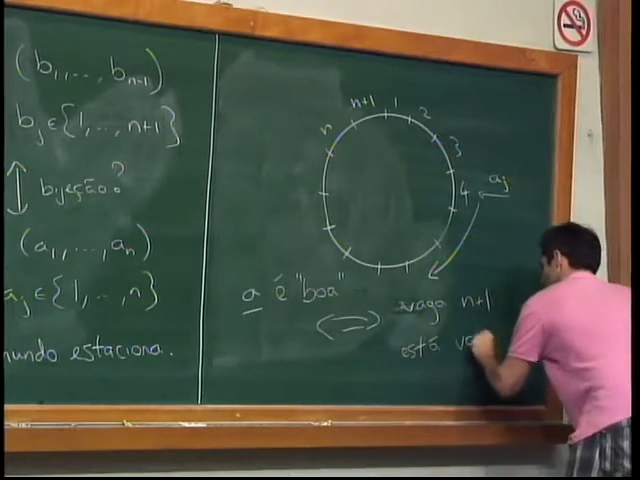 (b₁,...,bₙ₋₁)
bⱼ∈{1,...,n+1}
↕ bijeção?
(a₁,...,aₙ)
aⱼ∈{1,...,n}
mundo estaciona.
n n+1 1 2 3 4
aⱼ
a é "boa"
⟺ vaga n+1
está